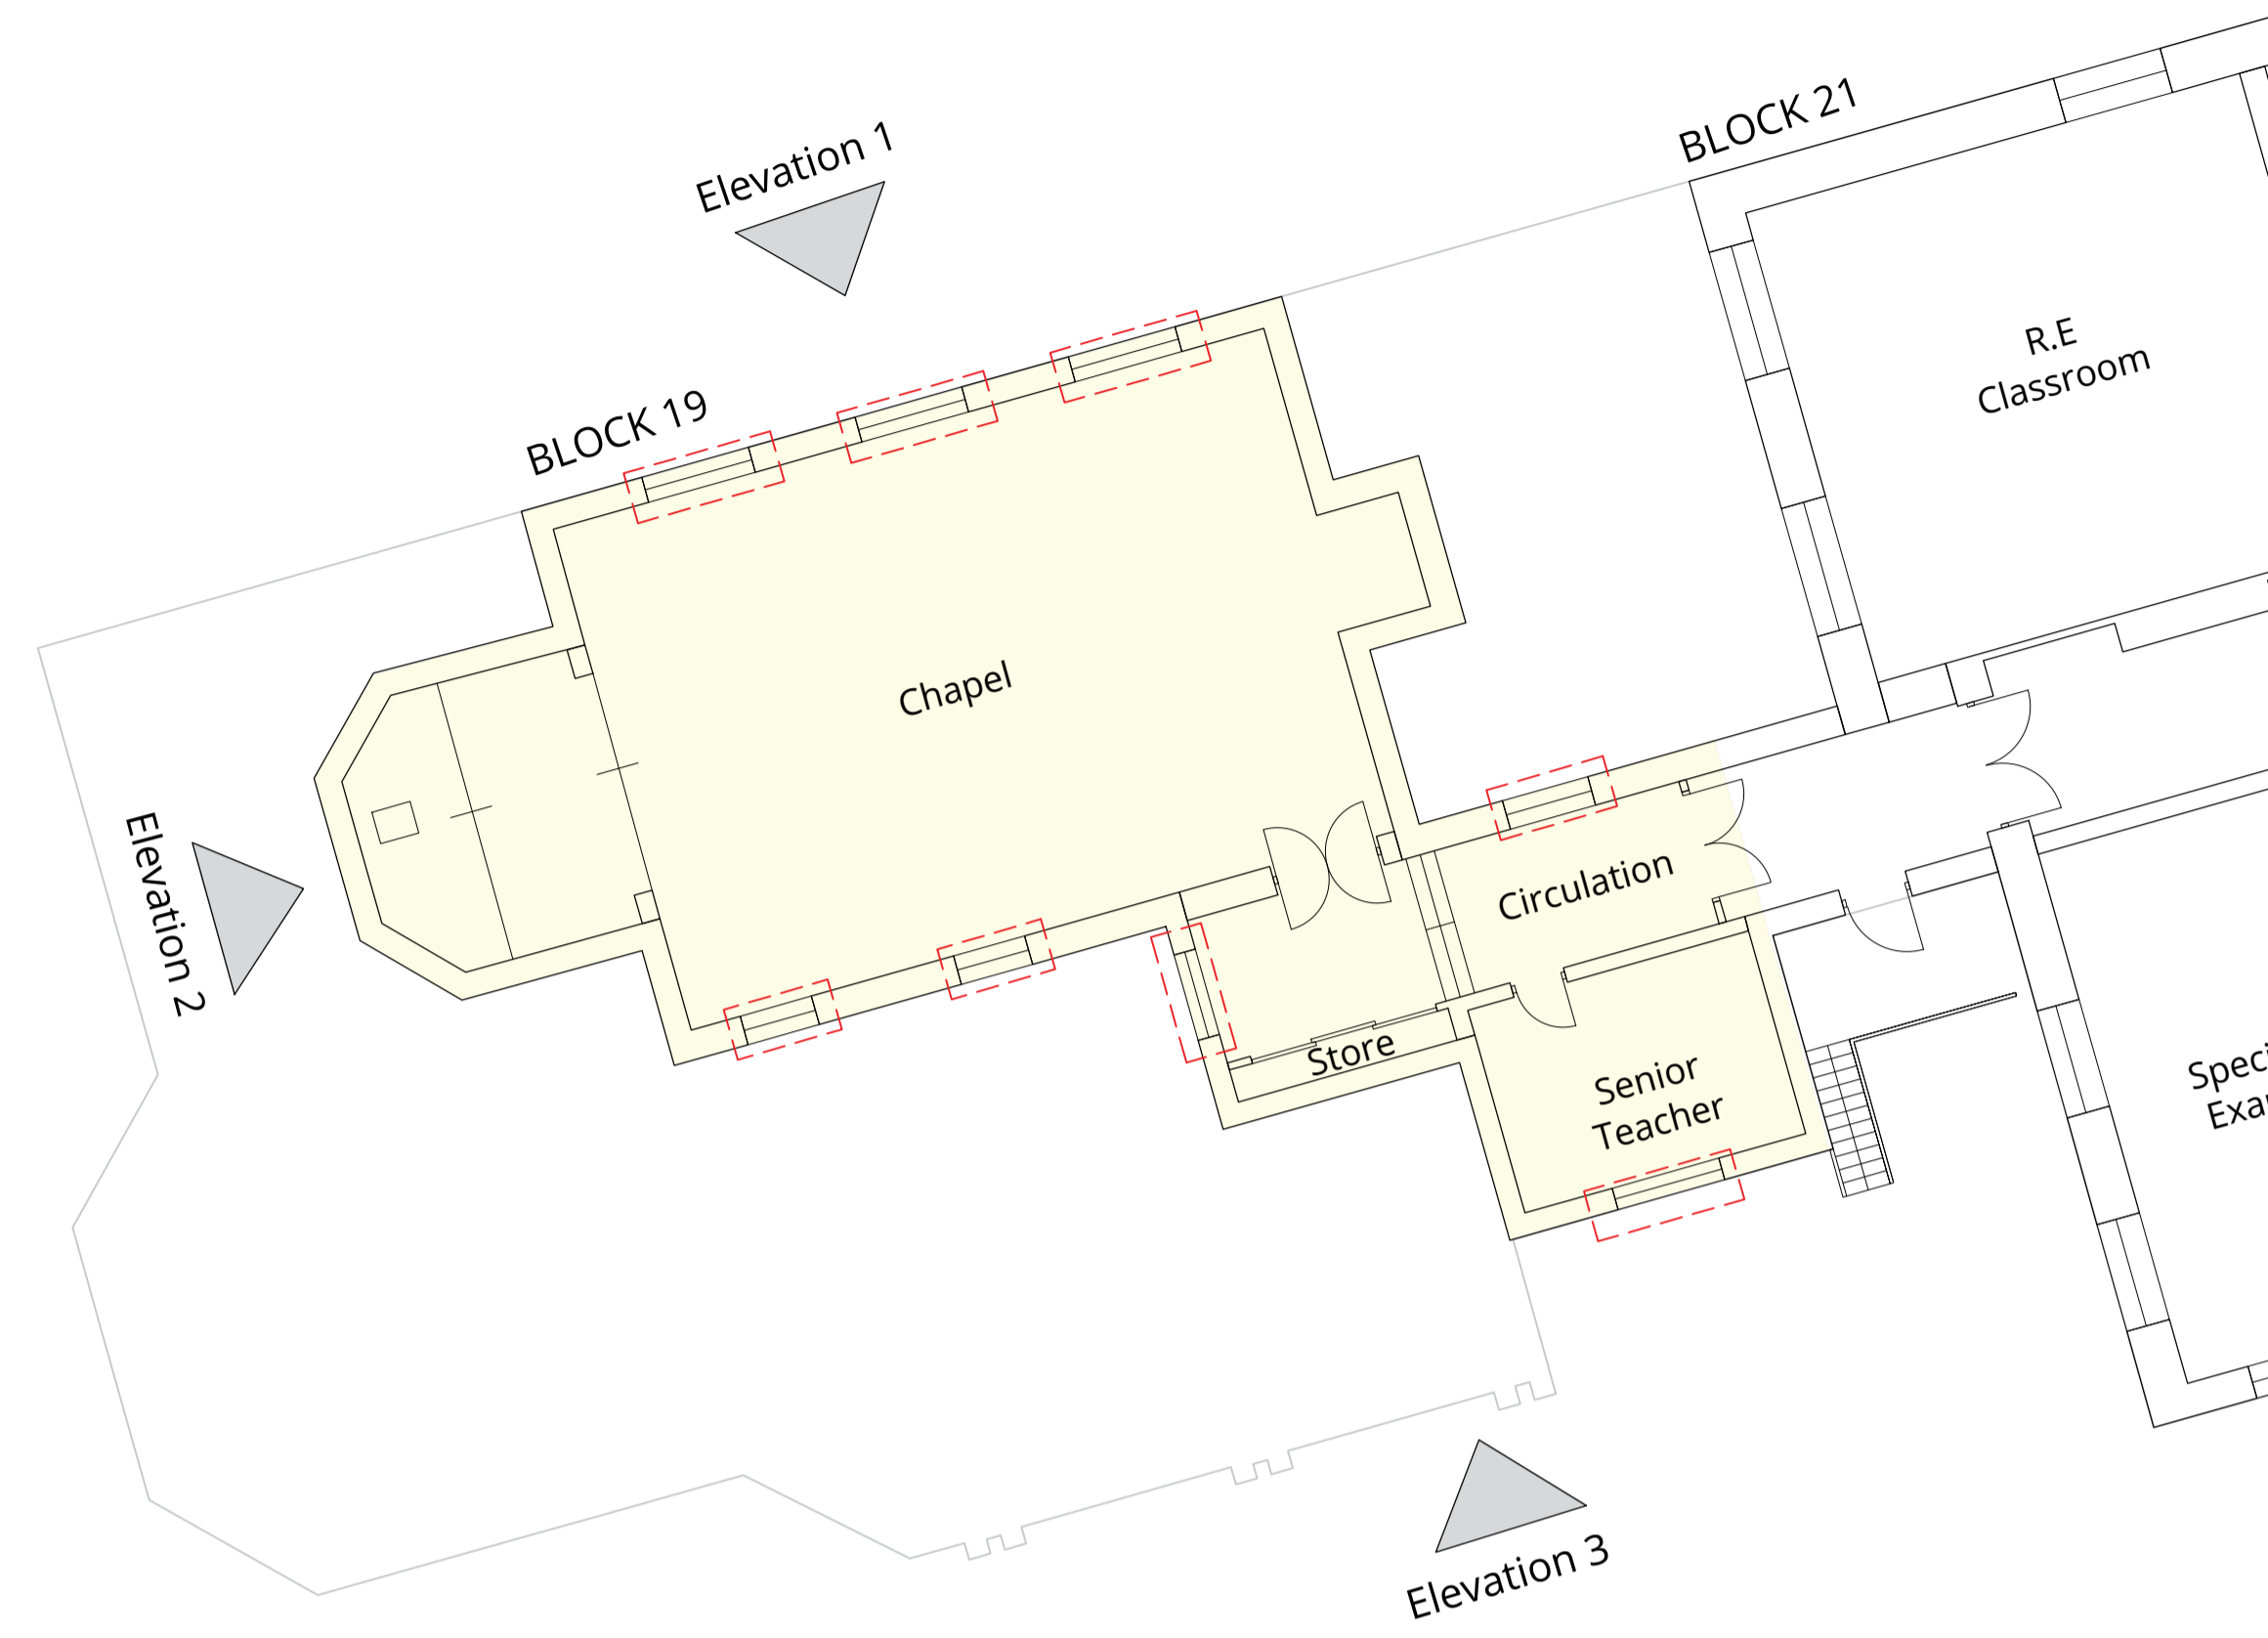 Elevation 1
BLOCK 21
R.E
Classroom
BLOCK 19
Chapel
Elevation 2
Circulation
Store
Senior
Teacher
Elevation 3